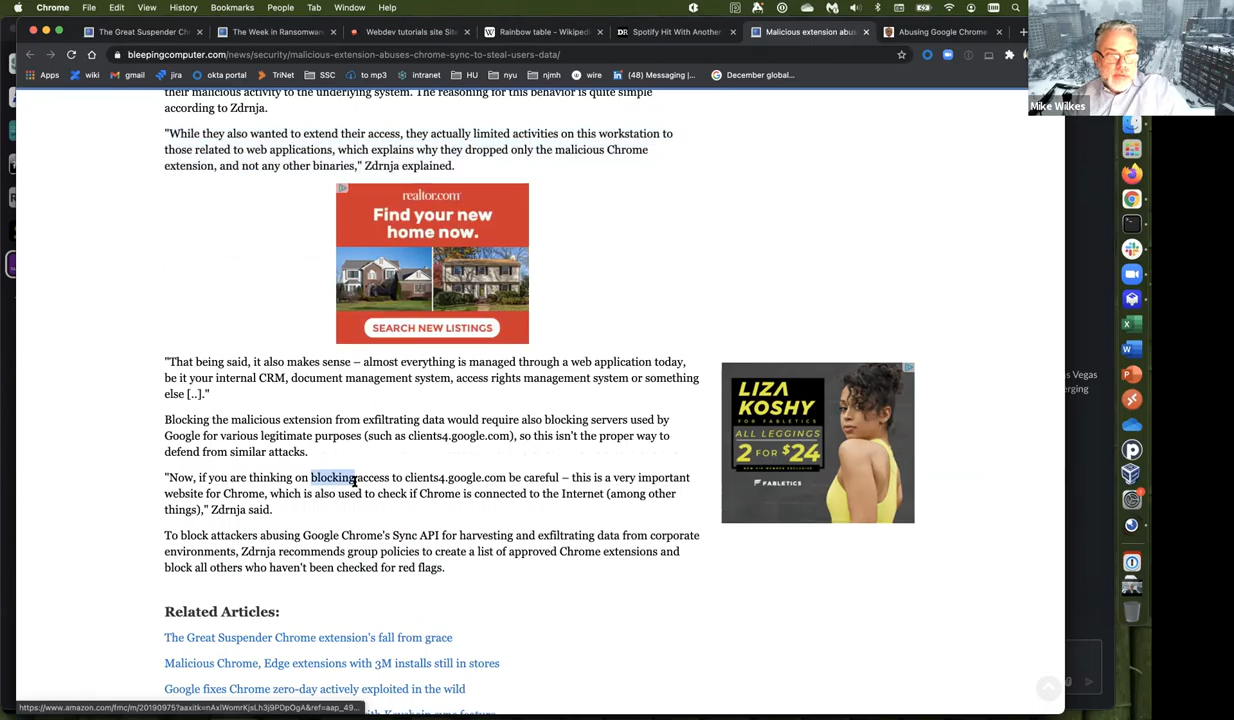 Chrome File Edit View History Bookmarks People Tab Window Help
The Great Suspender Ch
The Week in Ransomwar
Webdev tutorials site Site
Rainbow table - Wikiped
Spotify Hit With Another
Malicious extension abus
Abusing Google Chrome
bleepingcomputer.com/news/security/malicious-extension-abuses-chrome-sync-to-steal-users-data/
Apps wiki gmail jira okta portal TriNet SSC to mp3 intranet HU nyu njmh wire (48) Messaging |... December global...
Mike Wilkes
their malicious activity to the underlying system. The reasoning for this behavior is quite simple
according to Zdrnja.
"While they also wanted to extend their access, they actually limited activities on this workstation to
those related to web applications, which explains why they dropped only the malicious Chrome
extension, and not any other binaries," Zdrnja explained.
realtor.com
Find your new
home now.
SEARCH NEW LISTINGS
"That being said, it also makes sense – almost everything is managed through a web application today,
be it your internal CRM, document management system, access rights management system or something
else [..]."
Blocking the malicious extension from exfiltrating data would require also blocking servers used by
Google for various legitimate purposes (such as clients4.google.com), so this isn't the proper way to
defend from similar attacks.
"Now, if you are thinking on blocking access to clients4.google.com be careful – this is a very important
website for Chrome, which is also used to check if Chrome is connected to the Internet (among other
things)," Zdrnja said.
To block attackers abusing Google Chrome's Sync API for harvesting and exfiltrating data from corporate
environments, Zdrnja recommends group policies to create a list of approved Chrome extensions and
block all others who haven't been checked for red flags.
LIZA
KOSHY
FOR FABLETICS
ALL LEGGINGS
2 FOR $24
FABLETICS
s Vegas
erging
Related Articles:
The Great Suspender Chrome extension's fall from grace
Malicious Chrome, Edge extensions with 3M installs still in stores
Google fixes Chrome zero-day actively exploited in the wild